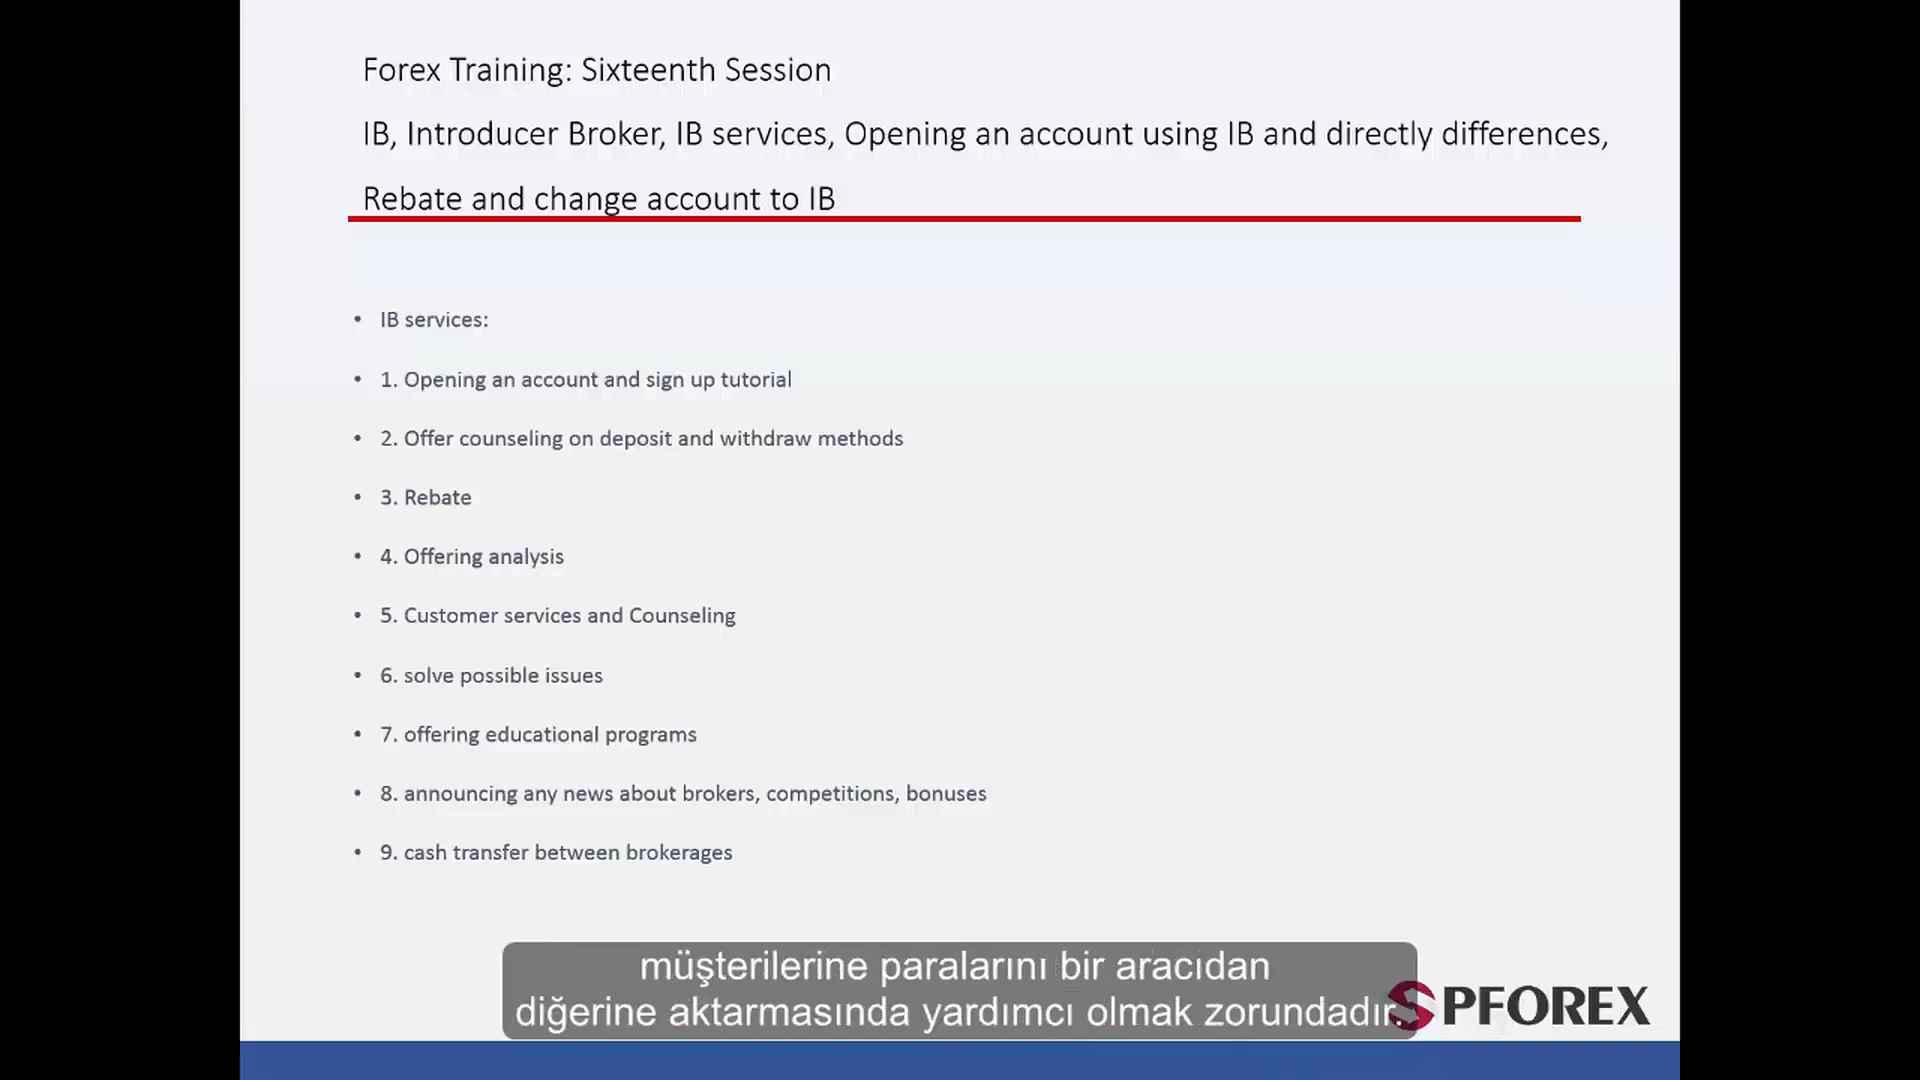 Forex Training: Sixteenth Session
IB, Introducer Broker, IB services, Opening an account using IB and directly differences,
Rebate and change account to IB
• IB services:
• 1. Opening an account and sign up tutorial
• 2. Offer counseling on deposit and withdraw methods
• 3. Rebate
• 4. Offering analysis
• 5. Customer services and Counseling
• 6. solve possible issues
• 7. offering educational programs
• 8. announcing any news about brokers, competitions, bonuses
• 9. cash transfer between brokerages
müşterilerine paralarını bir aracıdan
diğerine aktarmasında yardımcı olmak zorundadır.
SPFOREX